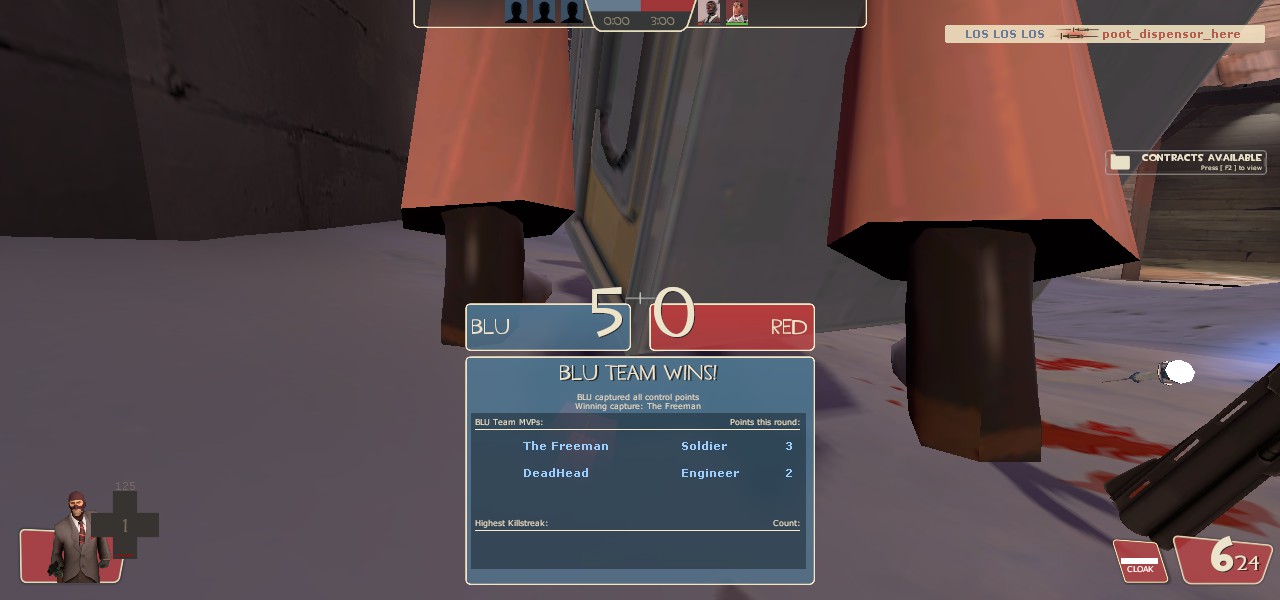 0:00 3:00
LOS LOS LOS poot_dispensor_here
CONTRACTS AVAILABLE
Press [ F2 ] to view
BLU 5 0 RED
BLU TEAM WINS!
BLU captured all control points
Winning capture: The Freeman
BLU Team MVPs: Points this round:
The Freeman Soldier 3
DeadHead Engineer 2
Highest Killstreak: Count:
125
1
CLOAK
6 24